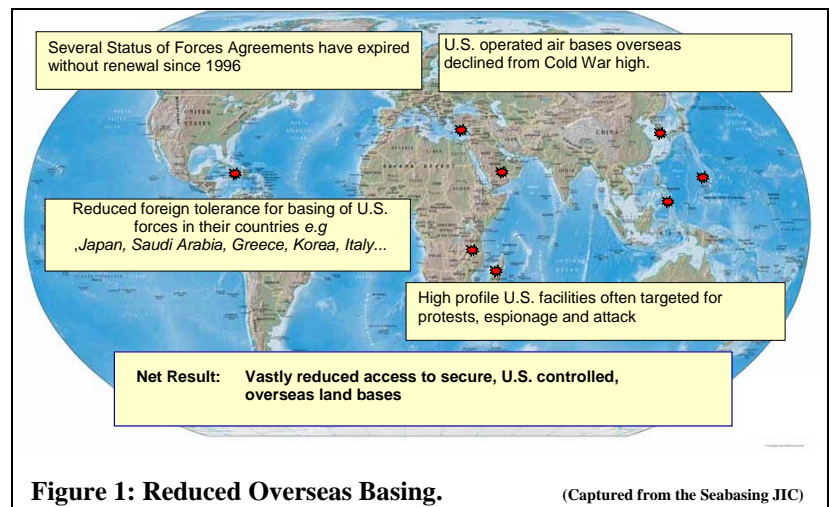 Several Status of Forces Agreements have expired
without renewal since 1996
U.S. operated air bases overseas
declined from Cold War high.
UNITED
STATES
CHINA
Reduced foreign tolerance for basing of U.S.
forces in their countries e.g
,Japan, Saudi Arabia, Greece, Korea, Italy...
High profile U.S. facilities often targeted for
protests, espionage and attack
Net Result: Vastly reduced access to secure, U.S. controlled,
overseas land bases
Figure 1: Reduced Overseas Basing. (Captured from the Seabasing JIC)